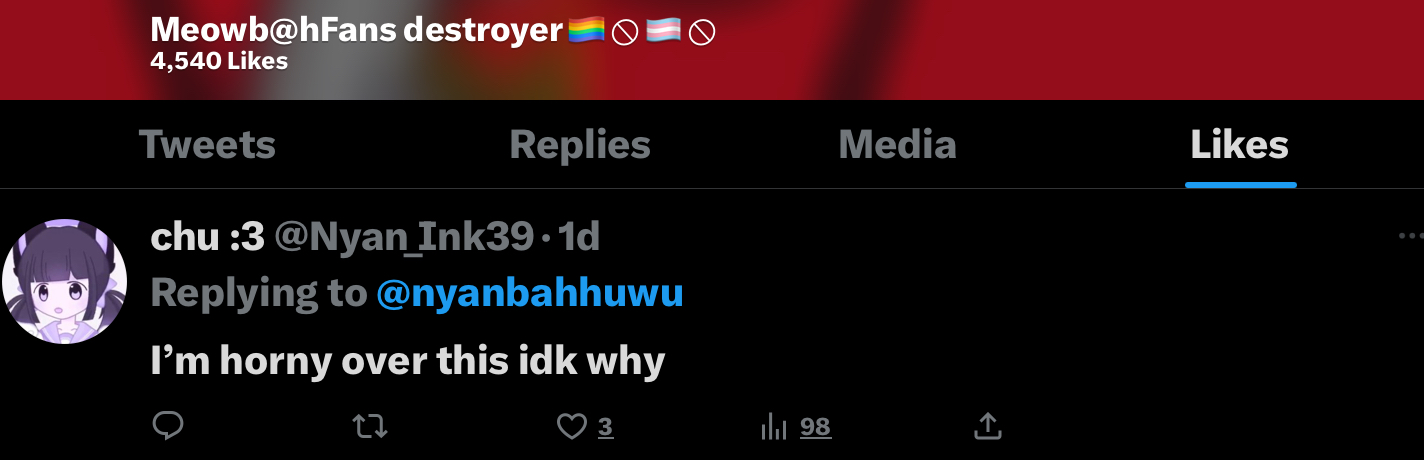 Meowb@hFans destroyer🏳️‍🌈🚫🏳️‍⚧️🚫
4,540 Likes
Tweets Replies Media Likes
chu :3 @Nyan_Ink39 · 1d
Replying to @nyanbahhuwu
I’m horny over this idk why
3 98